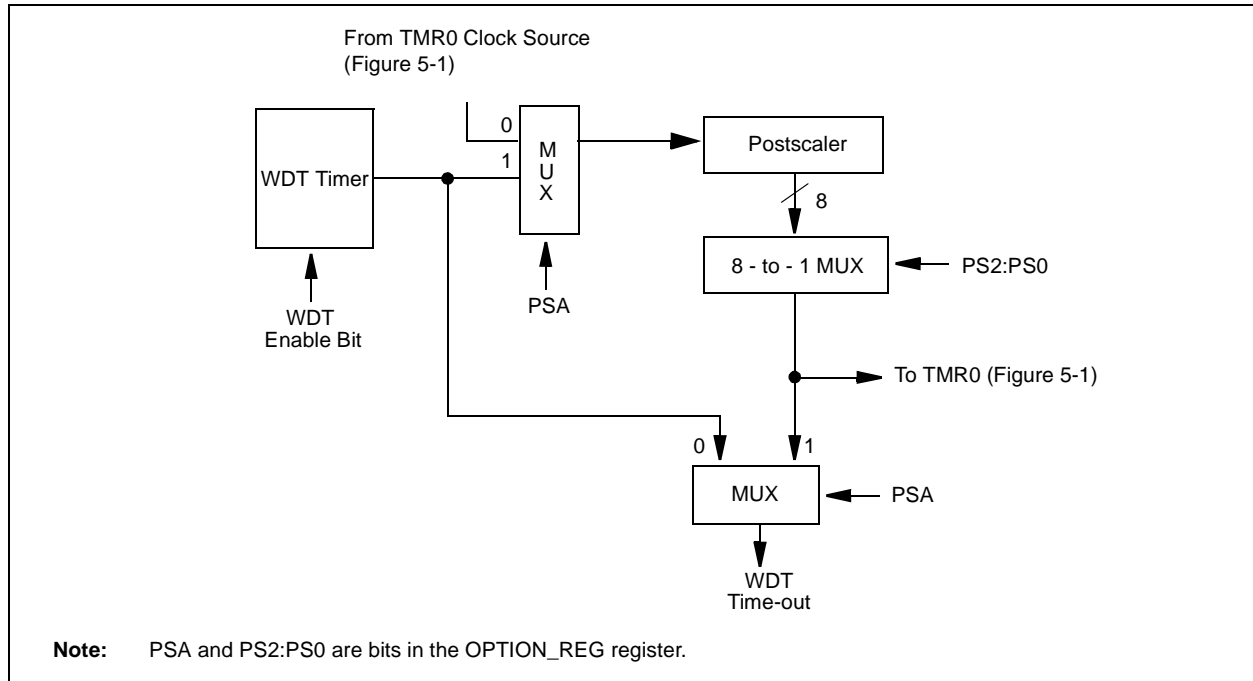 From TMR0 Clock Source
(Figure 5-1)
0
1
M
U
X
WDT Timer
Postscaler
8
8 - to - 1 MUX
PS2:PS0
PSA
WDT
Enable Bit
To TMR0 (Figure 5-1)
0
1
MUX
PSA
WDT
Time-out
Note: PSA and PS2:PS0 are bits in the OPTION_REG register.